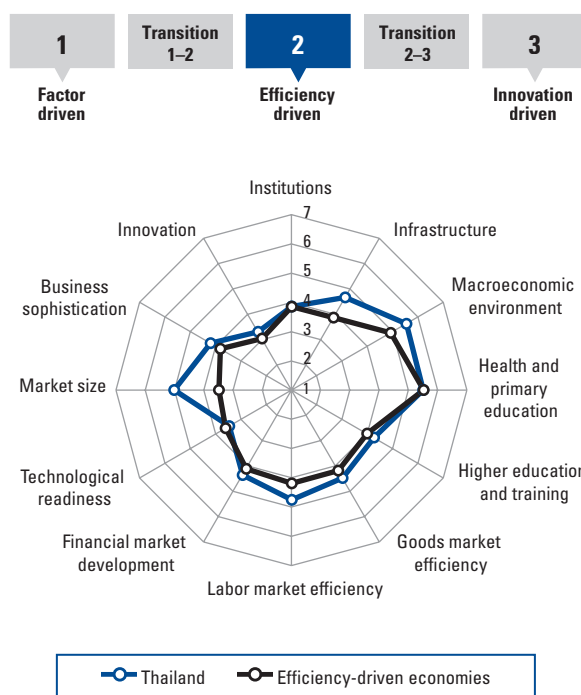 1
Transition
1–2
2
Transition
2–3
3
Factor
driven
Efficiency
driven
Innovation
driven
Institutions
Innovation
Infrastructure
Business
sophistication
Macroeconomic
environment
Market size
Health and
primary
education
Technological
readiness
Higher education
and training
Financial market
development
Goods market
efficiency
Labor market efficiency
7
6
5
4
3
2
1
Thailand
Efficiency-driven economies